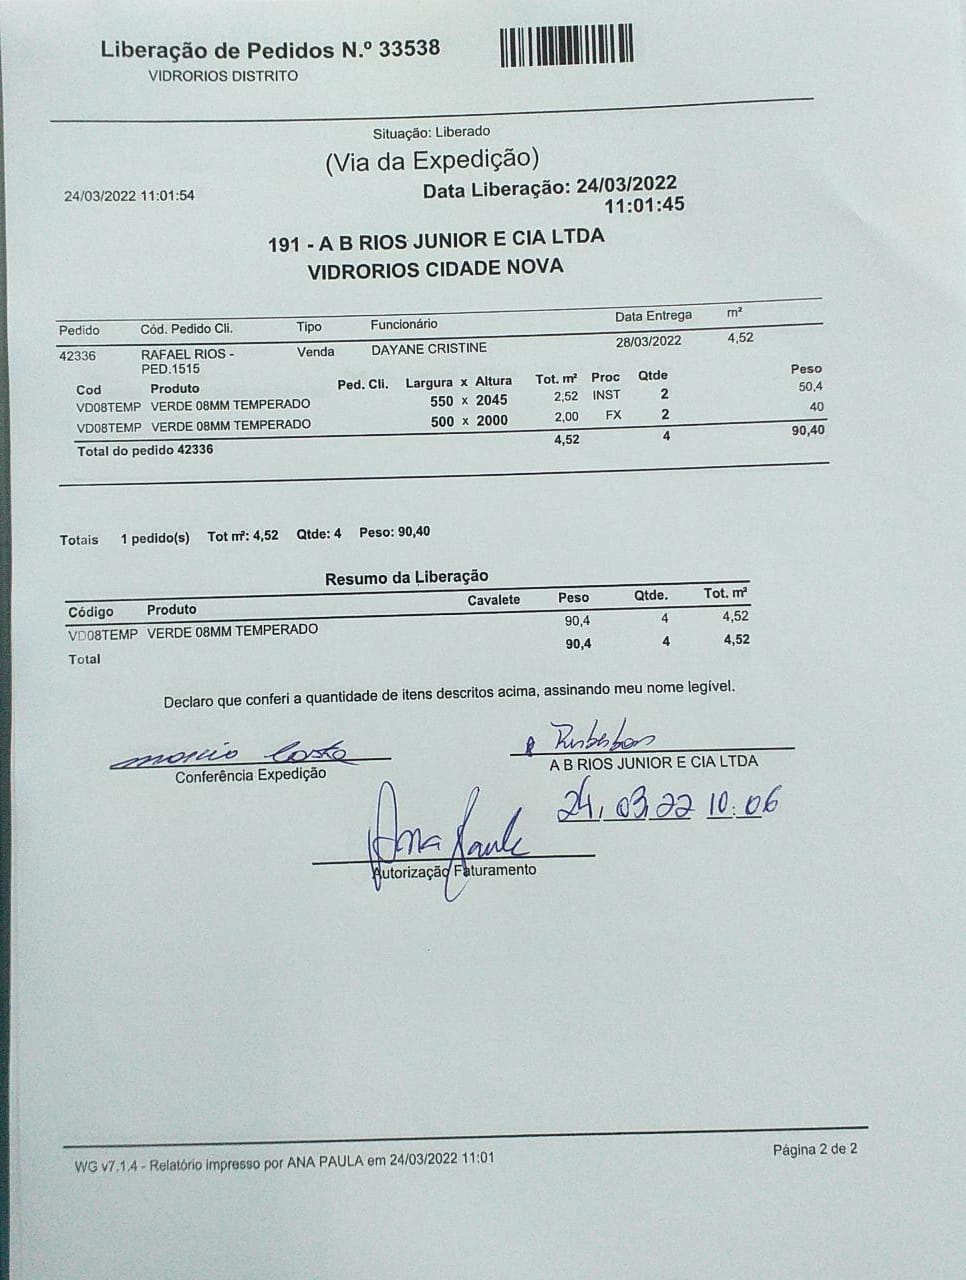 Liberação de Pedidos N.º 33538
VIDRORIOS DISTRITO
Situação: Liberado
(Via da Expedição)
24/03/2022 11:01:54
Data Liberação: 24/03/2022
11:01:45
191 - A B RIOS JUNIOR E CIA LTDA
VIDRORIOS CIDADE NOVA
Pedido Cód. Pedido Cli. Tipo Funcionário Data Entrega m²
42336 RAFAEL RIOS - Venda DAYANE CRISTINE 28/03/2022 4,52
PED.1515
Cod Produto Ped. Cli. Largura x Altura Tot. m² Proc Qtde Peso
VD08TEMP VERDE 08MM TEMPERADO 550 x 2045 2,52 INST 2 50,4
VD08TEMP VERDE 08MM TEMPERADO 500 x 2000 2,00 FX 2 40
Total do pedido 42336 4,52 4 90,40
Totais 1 pedido(s) Tot m²: 4,52 Qtde: 4 Peso: 90,40
Resumo da Liberação
Código Produto Cavalete Peso Qtde. Tot. m²
VD08TEMP VERDE 08MM TEMPERADO 90,4 4 4,52
Total 90,4 4 4,52
Declaro que conferi a quantidade de itens descritos acima, assinando meu nome legível.
Conferência Expedição
A B RIOS JUNIOR E CIA LTDA
24, 03, 22 10:06
Ana Paula
Autorização Faturamento
WG v7.1.4 - Relatório impresso por ANA PAULA em 24/03/2022 11:01
Página 2 de 2